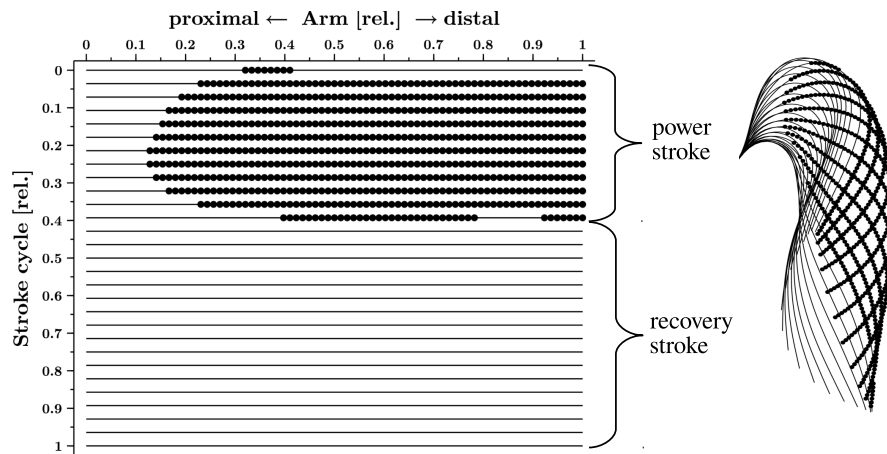 proximal ← Arm [rel.] → distal
0 0.1 0.2 0.3 0.4 0.5 0.6 0.7 0.8 0.9 1
Stroke cycle [rel.]
0
0.1
0.2
0.3
0.4
0.5
0.6
0.7
0.8
0.9
1
power
stroke
recovery
stroke